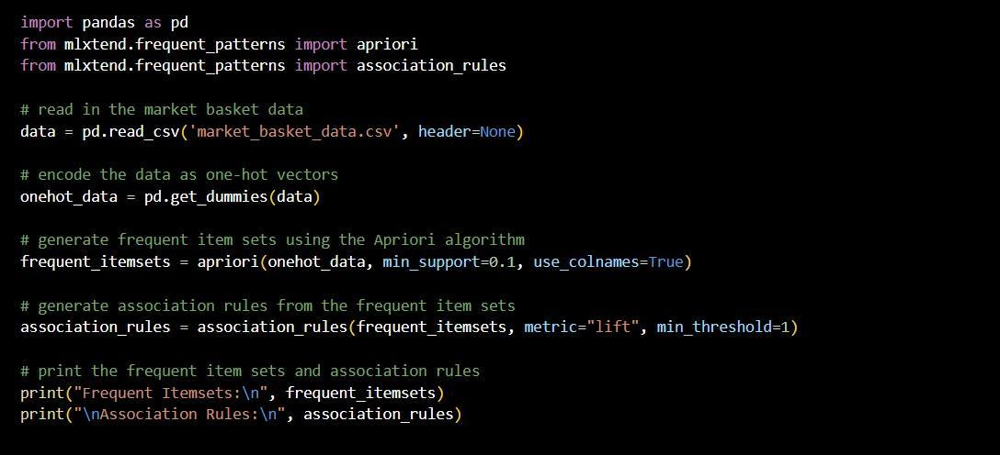 import pandas as pd
from mlxtend.frequent_patterns import apriori
from mlxtend.frequent_patterns import association_rules
# read in the market basket data
data = pd.read_csv('market_basket_data.csv', header=None)
# encode the data as one-hot vectors
onehot_data = pd.get_dummies(data)
# generate frequent item sets using the Apriori algorithm
frequent_itemsets = apriori(onehot_data, min_support=0.1, use_colnames=True)
# generate association rules from the frequent item sets
association_rules = association_rules(frequent_itemsets, metric="lift", min_threshold=1)
# print the frequent item sets and association rules
print("Frequent Itemsets:\n", frequent_itemsets)
print("\nAssociation Rules:\n", association_rules)